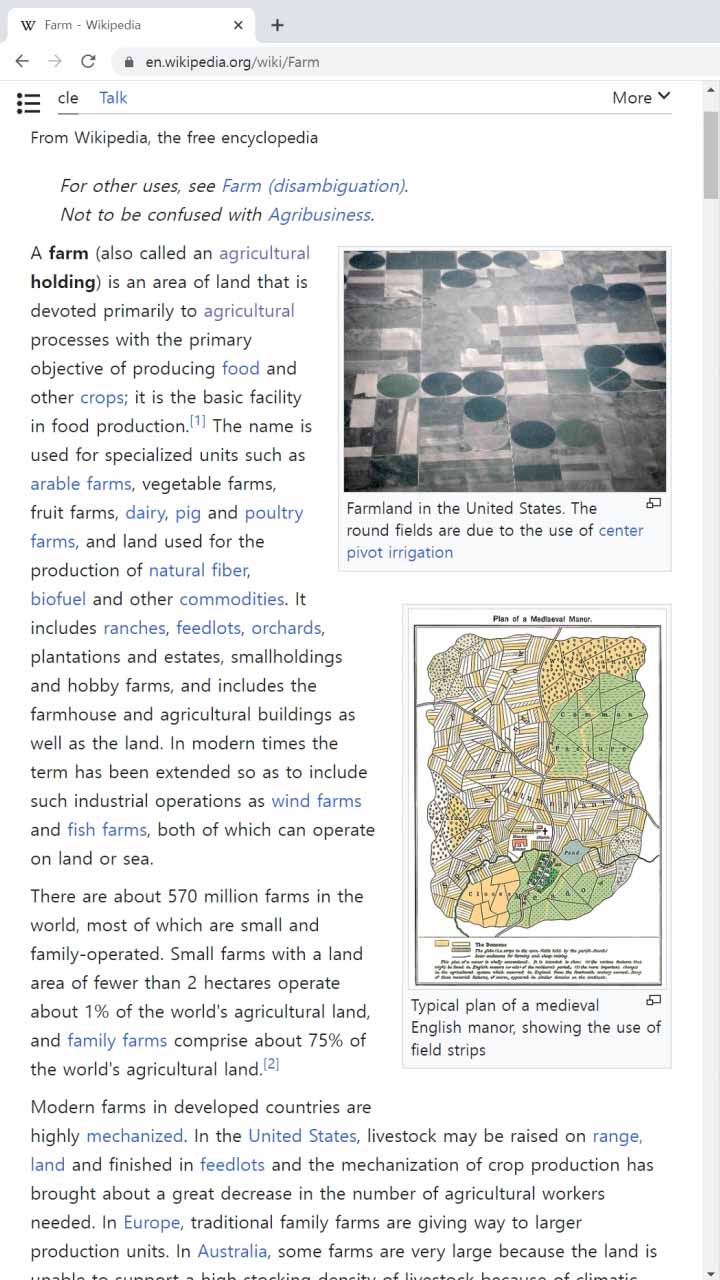 Farm - Wikipedia
en.wikipedia.org/wiki/Farm
cle Talk More
From Wikipedia, the free encyclopedia
For other uses, see Farm (disambiguation).
Not to be confused with Agribusiness.
A farm (also called an agricultural
holding) is an area of land that is
devoted primarily to agricultural
processes with the primary
objective of producing food and
other crops; it is the basic facility
in food production.[1] The name is
used for specialized units such as
arable farms, vegetable farms,
fruit farms, dairy, pig and poultry
farms, and land used for the
production of natural fiber,
biofuel and other commodities. It
includes ranches, feedlots, orchards,
plantations and estates, smallholdings
and hobby farms, and includes the
farmhouse and agricultural buildings as
well as the land. In modern times the
term has been extended so as to include
such industrial operations as wind farms
and fish farms, both of which can operate
on land or sea.
Farmland in the United States. The
round fields are due to the use of center
pivot irrigation
Plan of a Mediaeval Manor.
Common
Pasture
Pond
The Demesne
Typical plan of a medieval
English manor, showing the use of
field strips
There are about 570 million farms in the
world, most of which are small and
family-operated. Small farms with a land
area of fewer than 2 hectares operate
about 1% of the world's agricultural land,
and family farms comprise about 75% of
the world's agricultural land.[2]
Modern farms in developed countries are
highly mechanized. In the United States, livestock may be raised on range,
land and finished in feedlots and the mechanization of crop production has
brought about a great decrease in the number of agricultural workers
needed. In Europe, traditional family farms are giving way to larger
production units. In Australia, some farms are very large because the land is
unable to support a high stocking density of livestock because of climatic